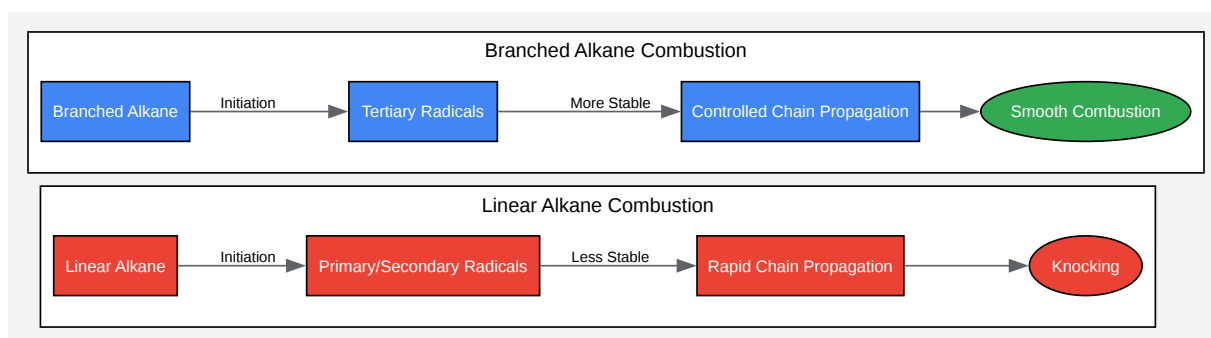 Branched Alkane Combustion
Branched Alkane
Initiation
Tertiary Radicals
More Stable
Controlled Chain Propagation
Smooth Combustion
Linear Alkane Combustion
Linear Alkane
Initiation
Primary/Secondary Radicals
Less Stable
Rapid Chain Propagation
Knocking